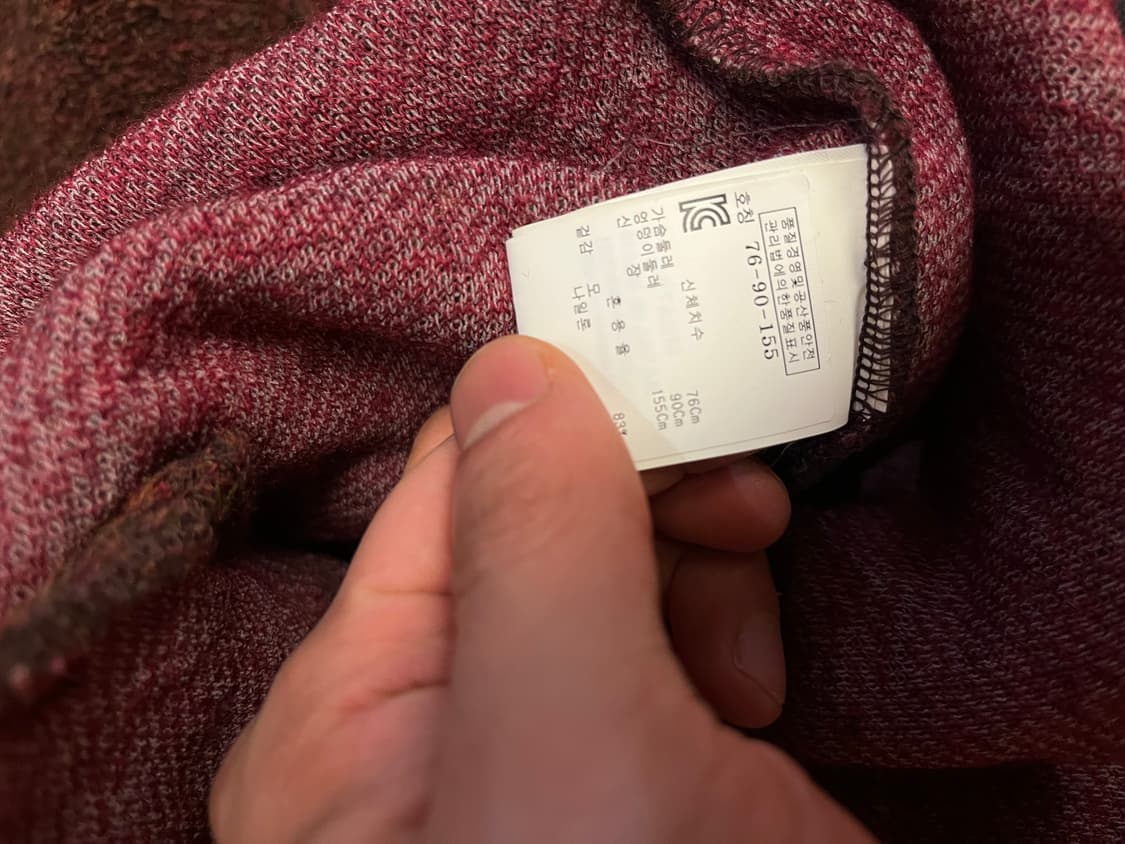 품질경영및공산품안전
관리법에의한품질표시
호칭 76-90-155
신체치수
가슴둘레 76Cm
엉덩이둘레 90Cm
신 장 155Cm
혼용율
겉감 모 83%
나일론